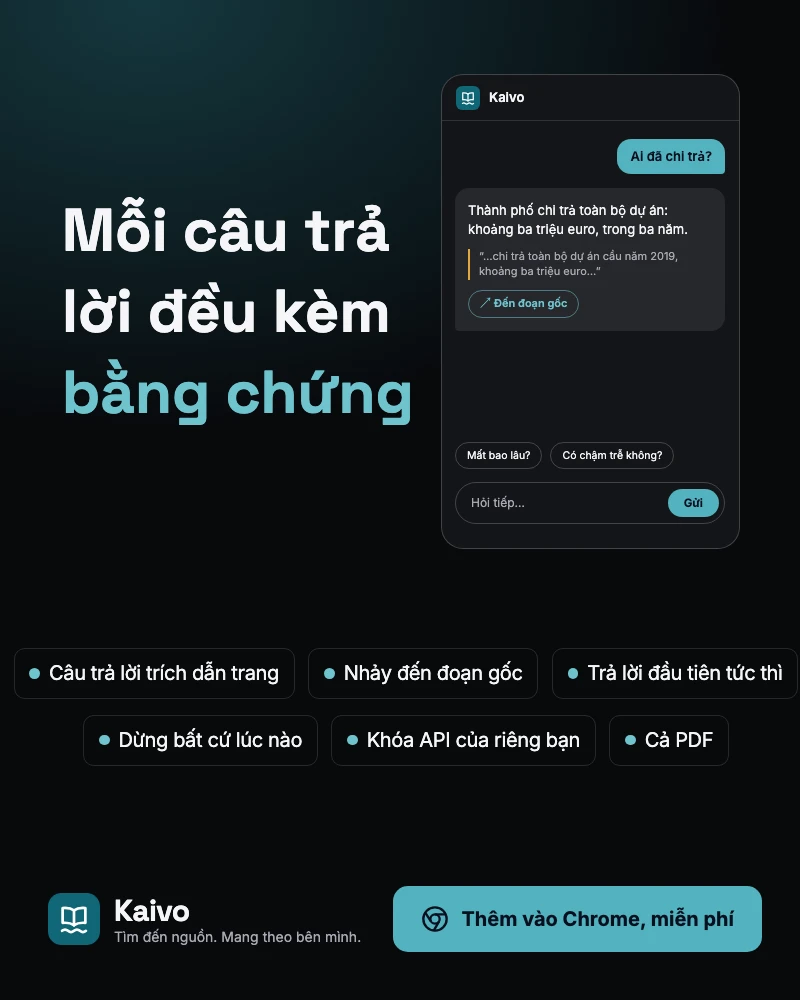 Kaivo
Ai đã chi trả?
Thành phố chi trả toàn bộ dự án:
khoảng ba triệu euro, trong ba năm.
“…chi trả toàn bộ dự án cầu năm 2019,
khoảng ba triệu euro…”
↗ Đến đoạn gốc
Mất bao lâu?
Có chậm trễ không?
Hỏi tiếp…
Gửi
Mỗi câu trả
lời đều kèm
bằng chứng
Câu trả lời trích dẫn trang
Nhảy đến đoạn gốc
Trả lời đầu tiên tức thì
Dừng bất cứ lúc nào
Khóa API của riêng bạn
Cả PDF
Kaivo
Tìm đến nguồn. Mang theo bên mình.
Thêm vào Chrome, miễn phí